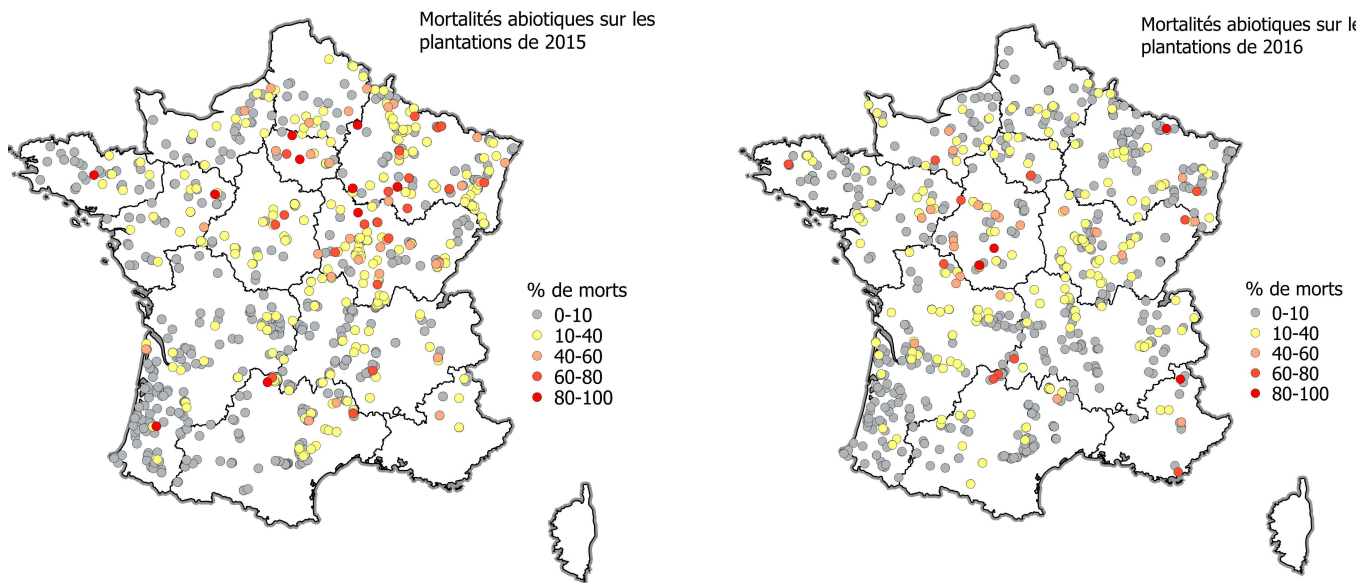 Mortalités abiotiques sur les
plantations de 2015
% de morts
0-10
10-40
40-60
60-80
80-100
Mortalités abiotiques sur le
plantations de 2016
% de morts
0-10
10-40
40-60
60-80
80-100